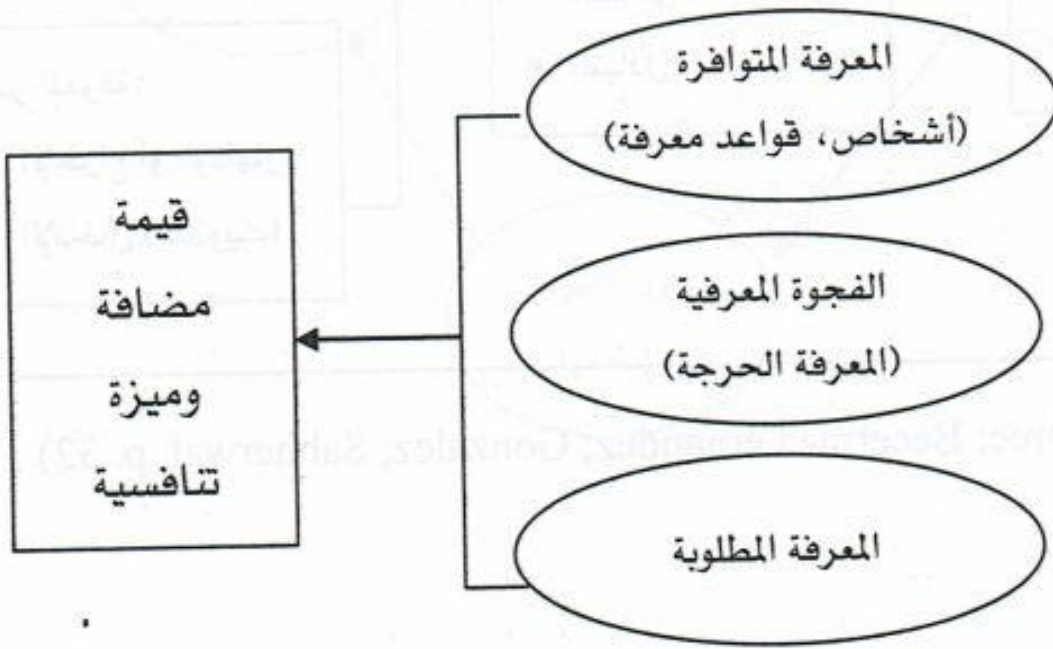 المعرفة المتوافرة
(أشخاص، قواعد معرفة)
الفجوة المعرفية
(المعرفة الحرجة)
المعرفة المطلوبة
قيمة
مضافة
وميزة
تنافسية